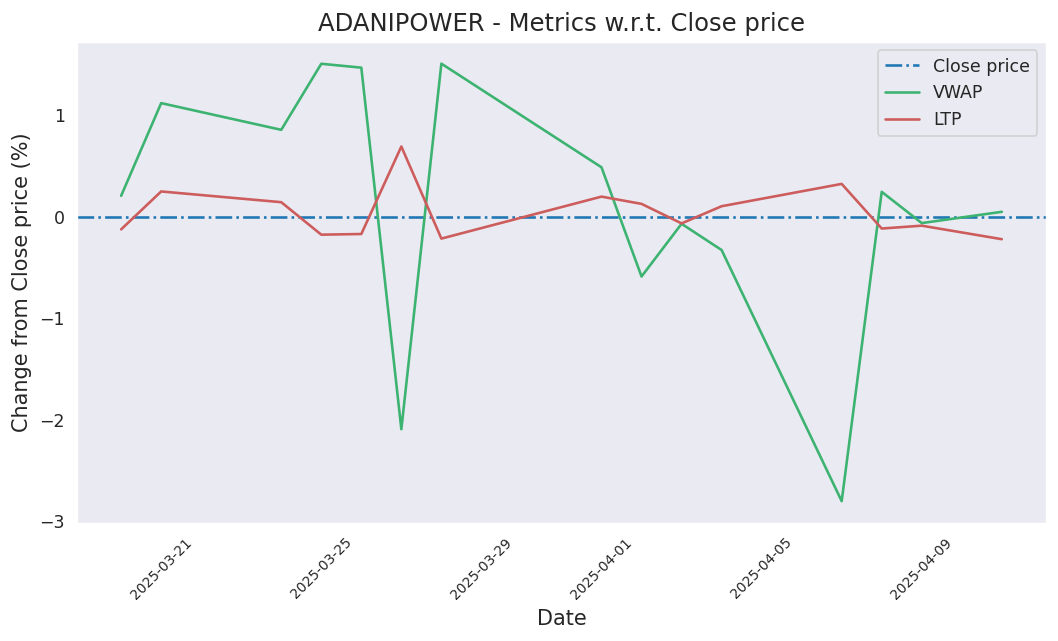 ADANIPOWER - Metrics w.r.t. Close price
Close price
VWAP
LTP
Change from Close price (%)
1
0
−1
−2
−3
2025-03-21
2025-03-25
2025-03-29
2025-04-01
2025-04-05
2025-04-09
Date